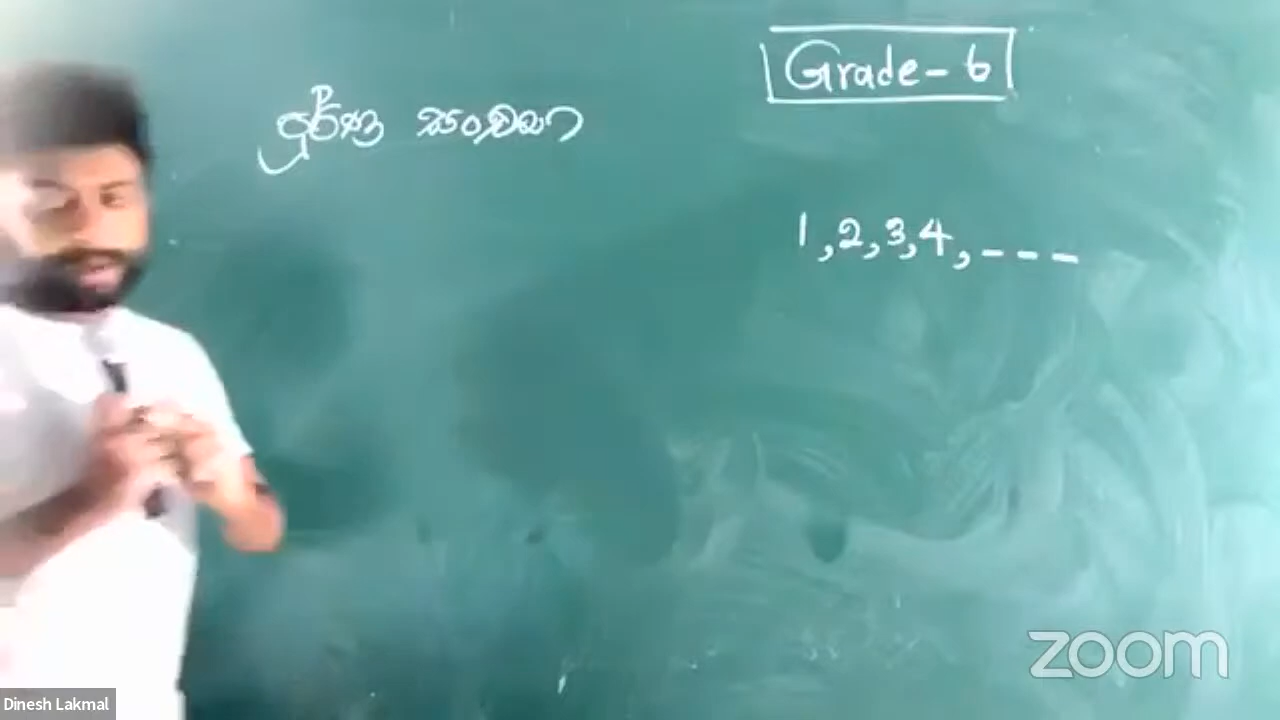 Grade - 6
පූර්ණ සංඛ්‍යා
1, 2, 3, 4, - - -
zoom
Dinesh Lakmal